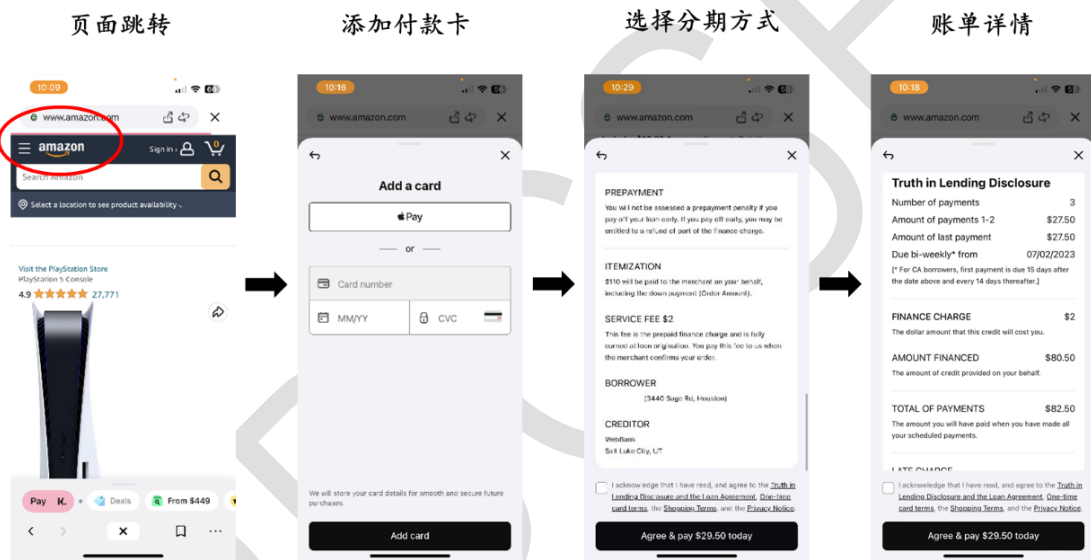 页面跳转
添加付款卡
选择分期方式
账单详情
10:09
www.amazon.com
amazon
Sign in ›
0
Search Amazon
Select a location to see product availability
Visit the PlayStation Store
PlayStation 5 Console
4.9
27,771
Pay K.
Deals
From $449
10:16
www.amazon.com
Add a card
Pay
or
Card number
MM/YY
CVC
We will store your card details for smooth and secure future
purchases.
Add card
10:29
www.amazon.com
PREPAYMENT
You will not be assessed a prepayment penalty if you
pay off your loan early. If you pay off early, you may be
entitled to a refund of part of the finance charge.
ITEMIZATION
$110 will be paid to the merchant on your behalf,
including the down payment (Order Amount).
SERVICE FEE $2
This fee is the prepaid finance charge and is fully
earned at loan origination. You pay this fee to us when
the merchant confirms your order.
BORROWER
(3440 Sage Rd, Houston)
CREDITOR
WebBank
Salt Lake City, UT
I acknowledge that I have read, and agree to the Truth in
Lending Disclosure and the Loan Agreement, One-time
card terms, the Shopping Terms, and the Privacy Notice.
Agree & pay $29.50 today
10:18
www.amazon.com
Truth in Lending Disclosure
Number of payments 3
Amount of payments 1-2 $27.50
Amount of last payment $27.50
Due bi-weekly* from 07/02/2023
[* For CA borrowers, first payment is due 15 days after
the date above and every 14 days thereafter.]
FINANCE CHARGE $2
The dollar amount that this credit will cost you.
AMOUNT FINANCED $80.50
The amount of credit provided on your behalf.
TOTAL OF PAYMENTS $82.50
The amount you will have paid when you have made all
your scheduled payments.
LATE CHARGE
I acknowledge that I have read, and agree to the Truth in
Lending Disclosure and the Loan Agreement, One-time
card terms, the Shopping Terms, and the Privacy Notice.
Agree & pay $29.50 today